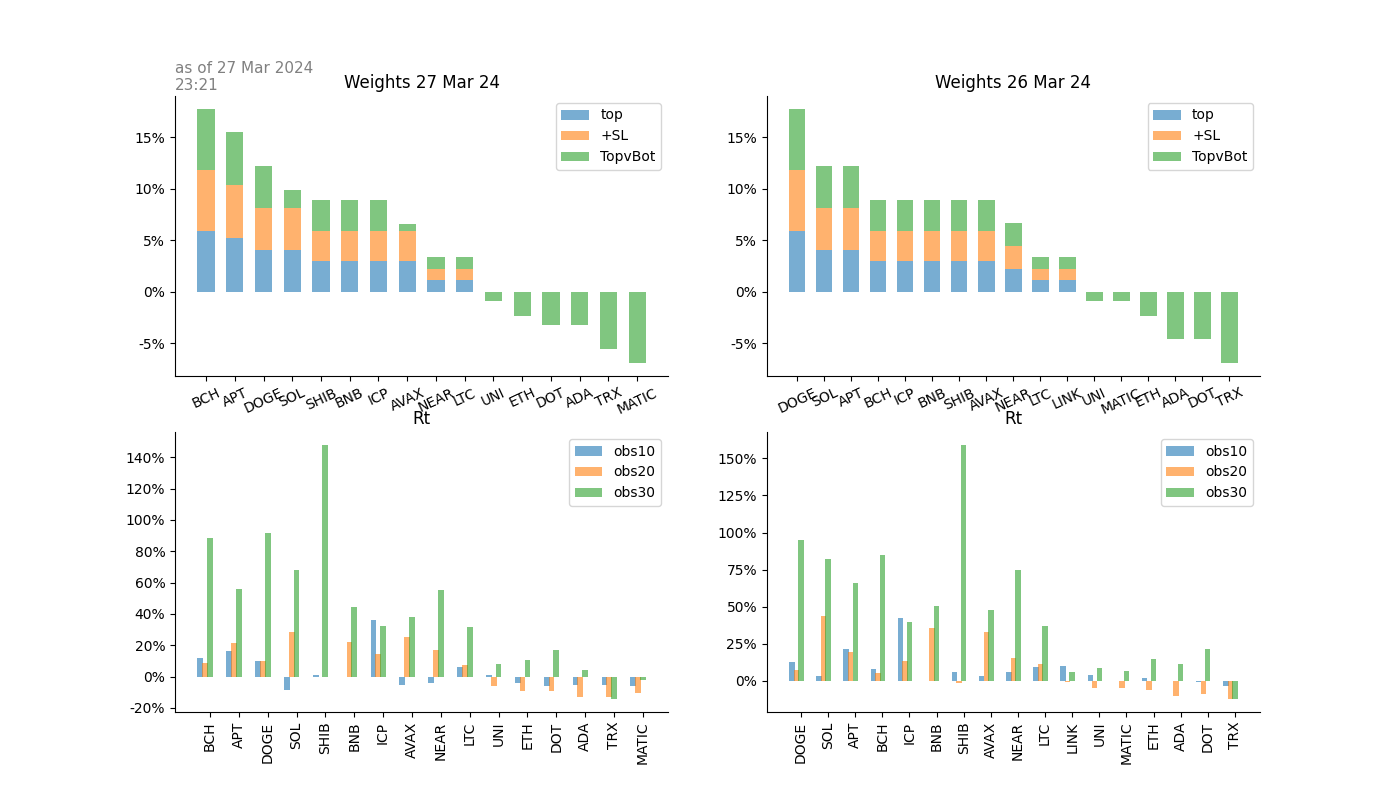 as of 27 Mar 2024
23:21
Weights 27 Mar 24
15%
10%
5%
0%
-5%
top
+SL
TopvBot
BCH APT DOGE SOL SHIB BNB ICP AVAX NEAR LTC UNI ETH DOT ADA TRX MATIC
Weights 26 Mar 24
15%
10%
5%
0%
-5%
top
+SL
TopvBot
DOGE SOL APT BCH ICP BNB SHIB AVAX NEAR LTC LINK UNI MATIC ETH ADA DOT TRX
Rt
140%
120%
100%
80%
60%
40%
20%
0%
-20%
obs10
obs20
obs30
BCH APT DOGE SOL SHIB BNB ICP AVAX NEAR LTC UNI ETH DOT ADA TRX MATIC
Rt
150%
125%
100%
75%
50%
25%
0%
obs10
obs20
obs30
DOGE SOL APT BCH ICP BNB SHIB AVAX NEAR LTC LINK UNI MATIC ETH ADA DOT TRX